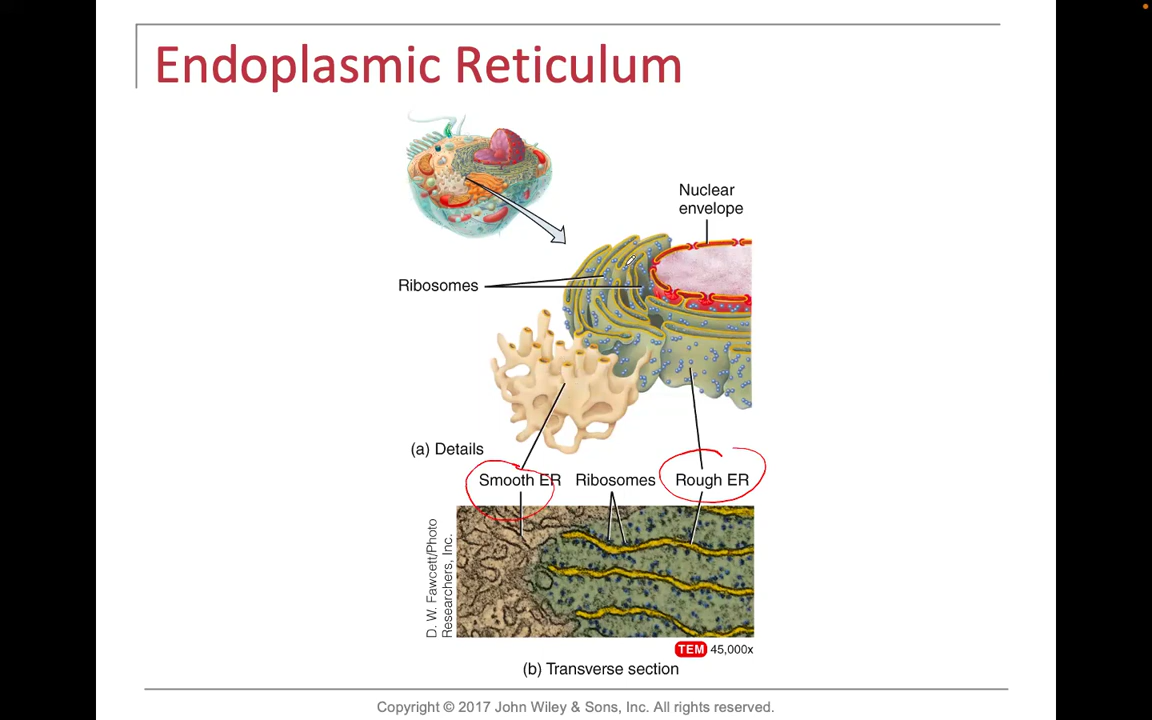 Endoplasmic Reticulum
Nuclear
envelope
Ribosomes
(a) Details
Smooth ER
Ribosomes
Rough ER
D. W. Fawcett/Photo
Researchers, Inc.
TEM 45,000x
(b) Transverse section
Copyright © 2017 John Wiley & Sons, Inc. All rights reserved.